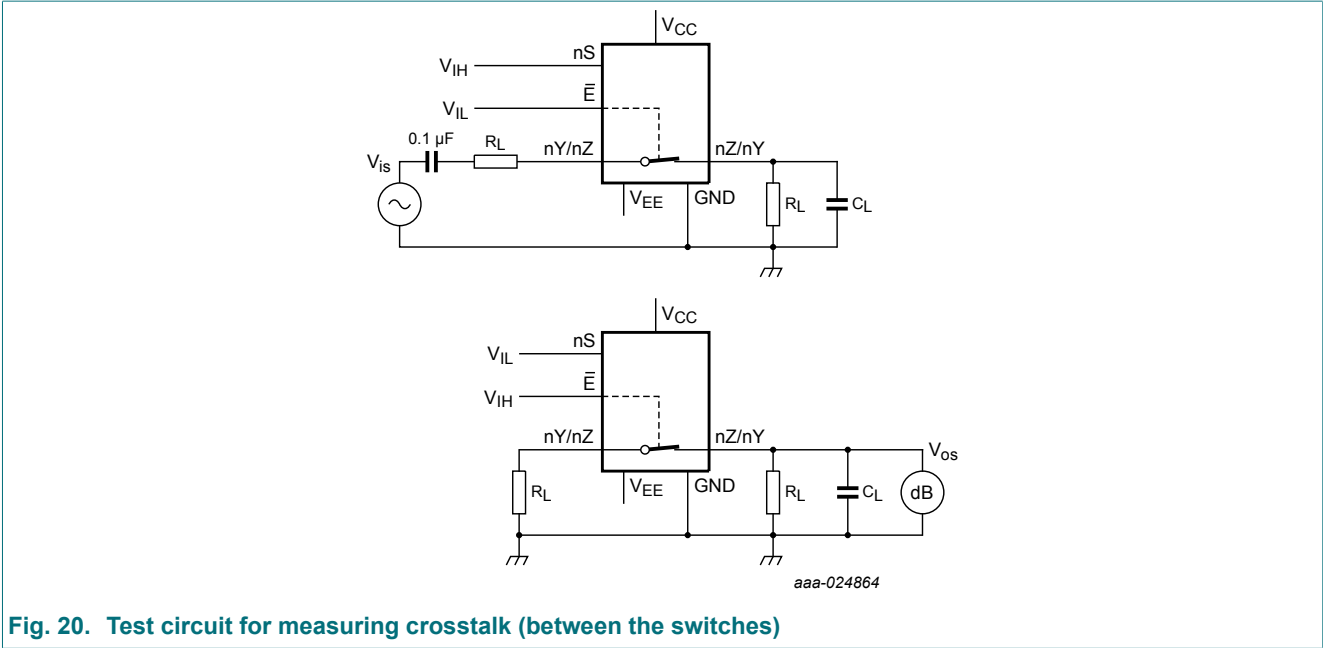 V_CC
nS
V_IH
Ē
V_IL
0.1 µF
R_L
nY/nZ
nZ/nY
V_is
V_EE
GND
R_L
C_L
V_CC
nS
V_IL
Ē
V_IH
nY/nZ
nZ/nY
V_os
R_L
V_EE
GND
R_L
C_L
dB
aaa-024864
Fig. 20. Test circuit for measuring crosstalk (between the switches)